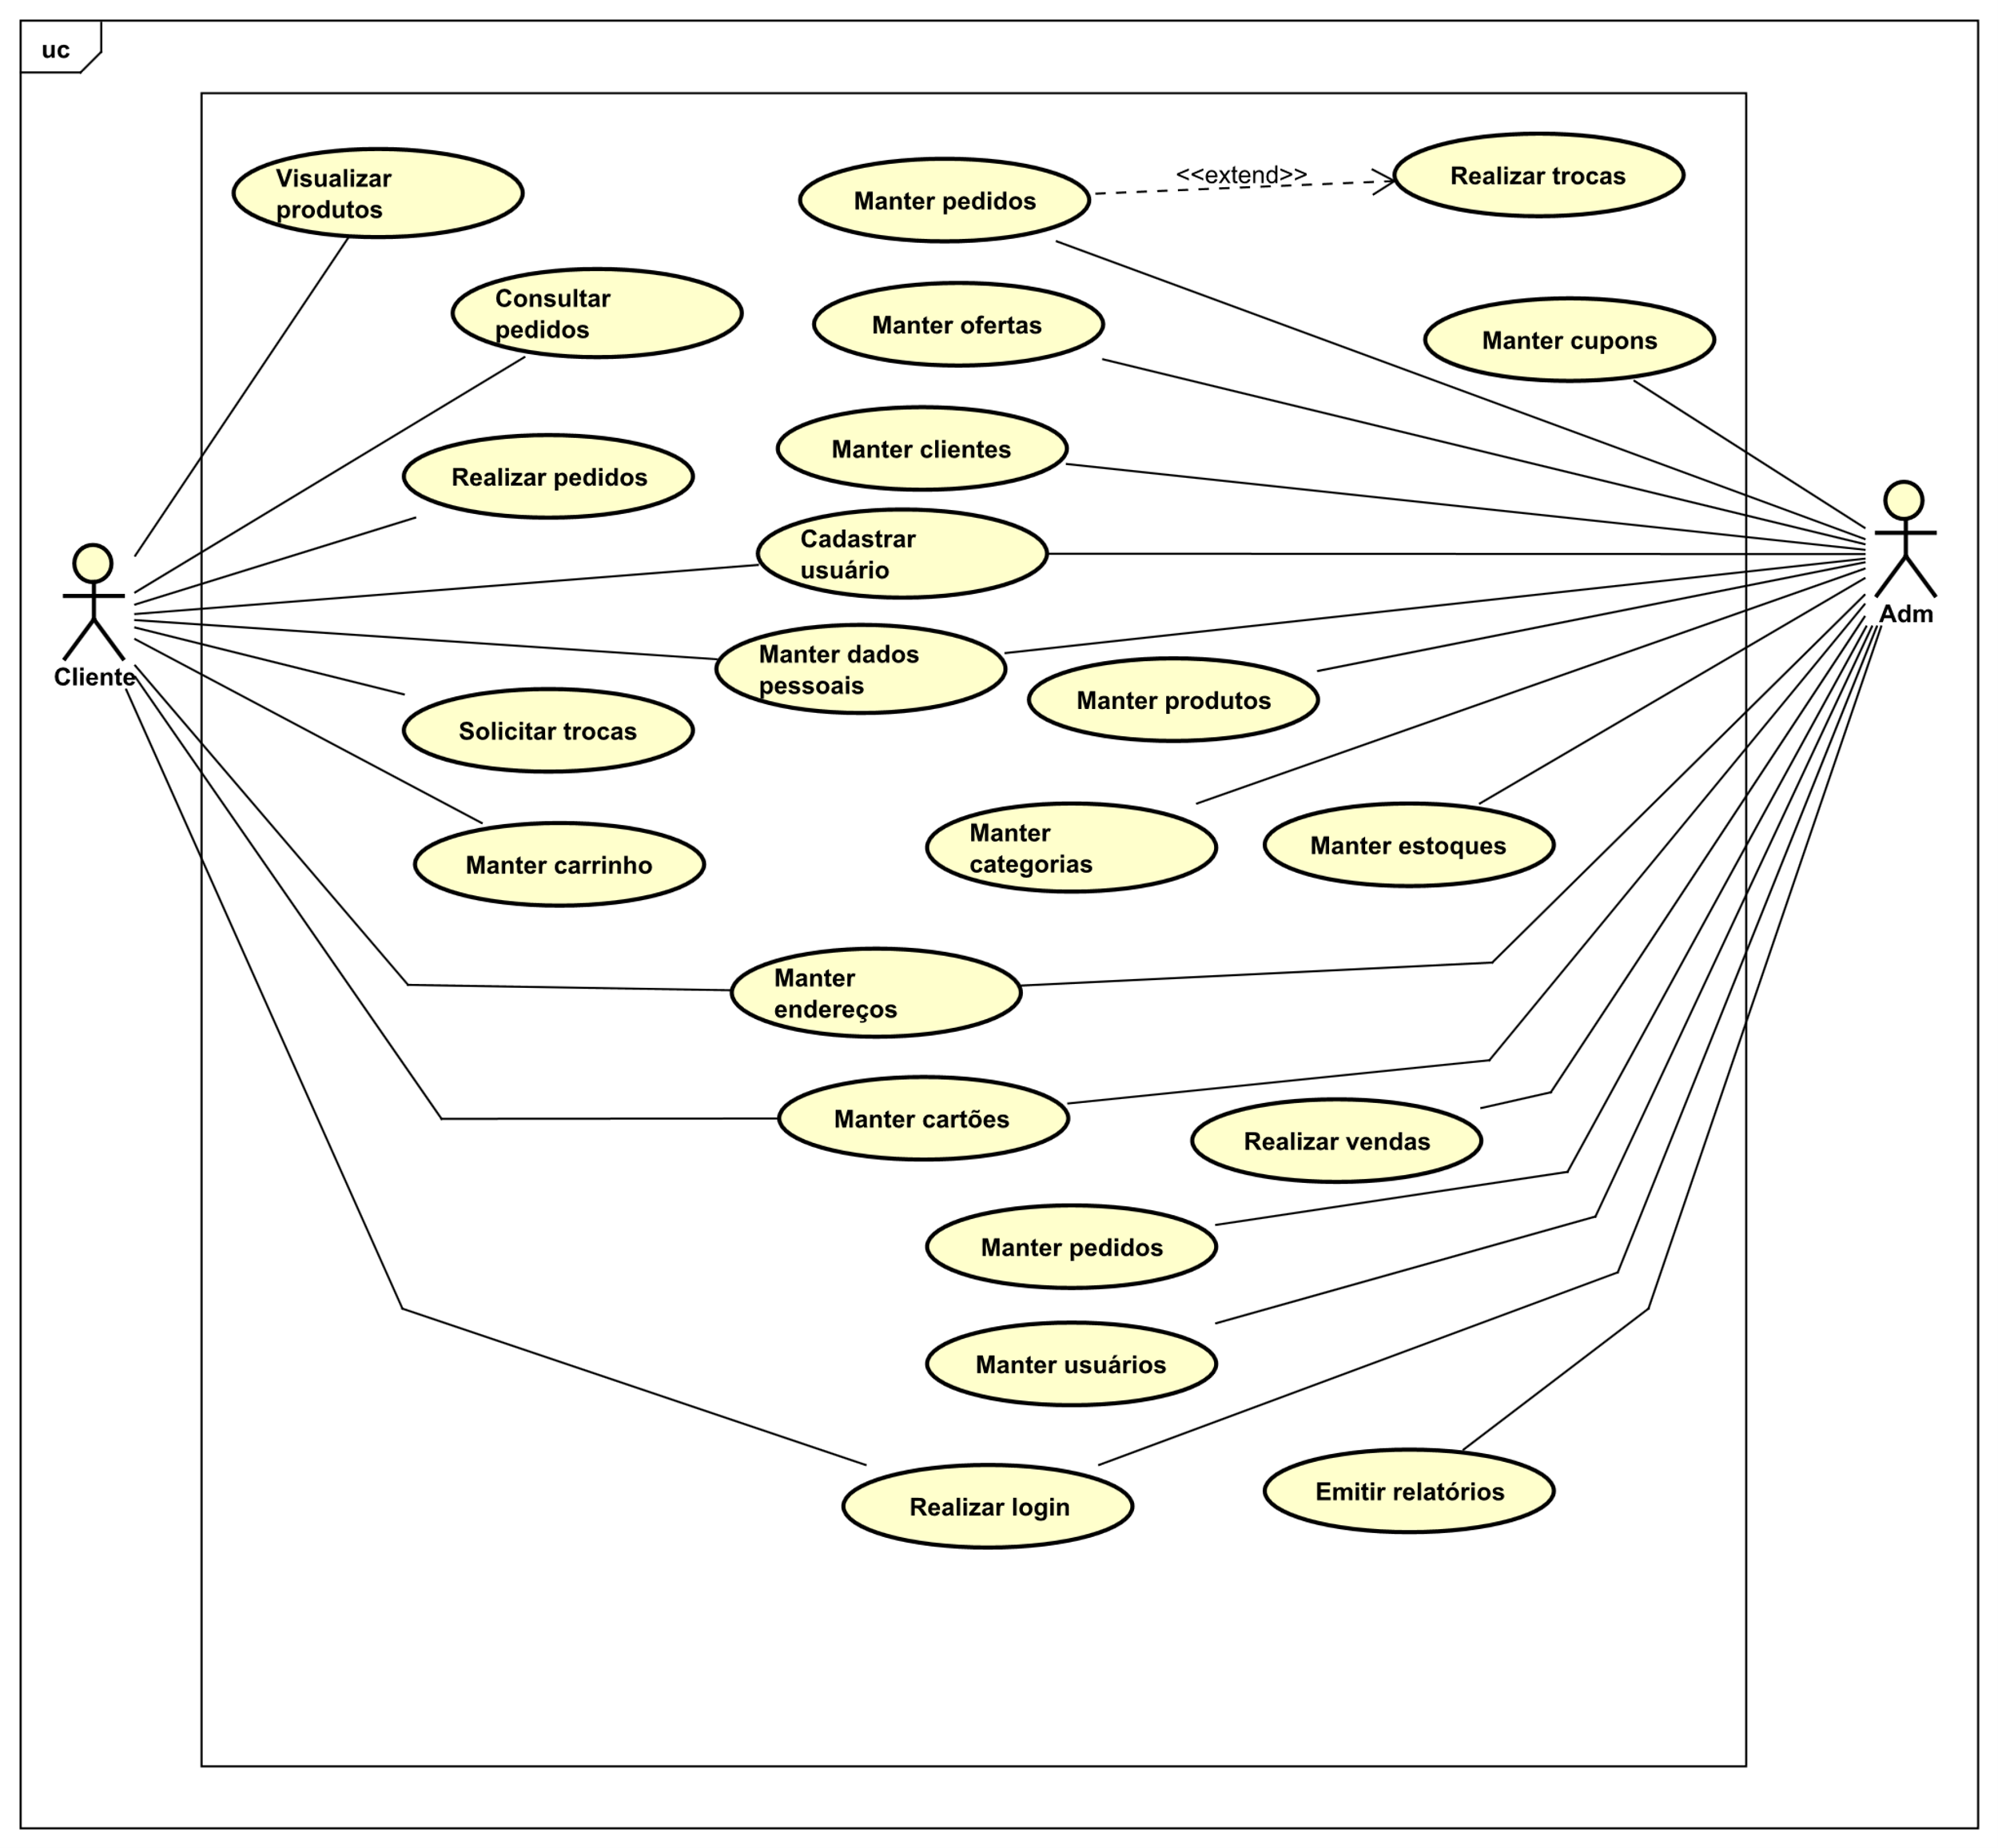 uc
Visualizar
produtos
Manter pedidos
<<extend>>
Realizar trocas
Consultar
pedidos
Manter ofertas
Manter cupons
Manter clientes
Realizar pedidos
Cadastrar
usuário
Cliente
Adm
Manter dados
pessoais
Manter produtos
Solicitar trocas
Manter carrinho
Manter
categorias
Manter estoques
Manter
endereços
Manter cartões
Realizar vendas
Manter pedidos
Manter usuários
Realizar login
Emitir relatórios